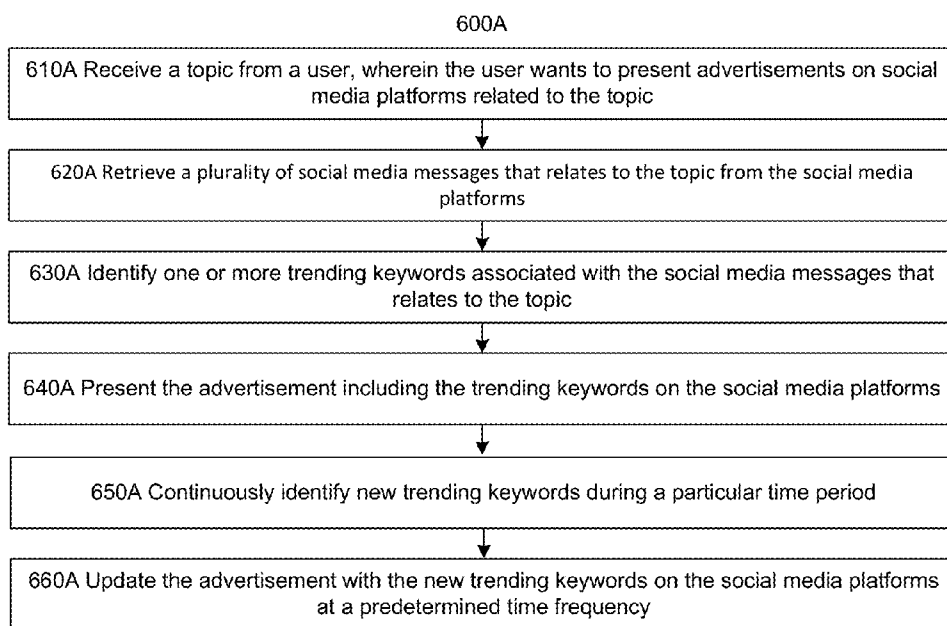 600A
610A Receive a topic from a user, wherein the user wants to present advertisements on social
media platforms related to the topic
620A Retrieve a plurality of social media messages that relates to the topic from the social media
platforms
630A Identify one or more trending keywords associated with the social media messages that
relates to the topic
640A Present the advertisement including the trending keywords on the social media platforms
650A Continuously identify new trending keywords during a particular time period
660A Update the advertisement with the new trending keywords on the social media platforms
at a predetermined time frequency